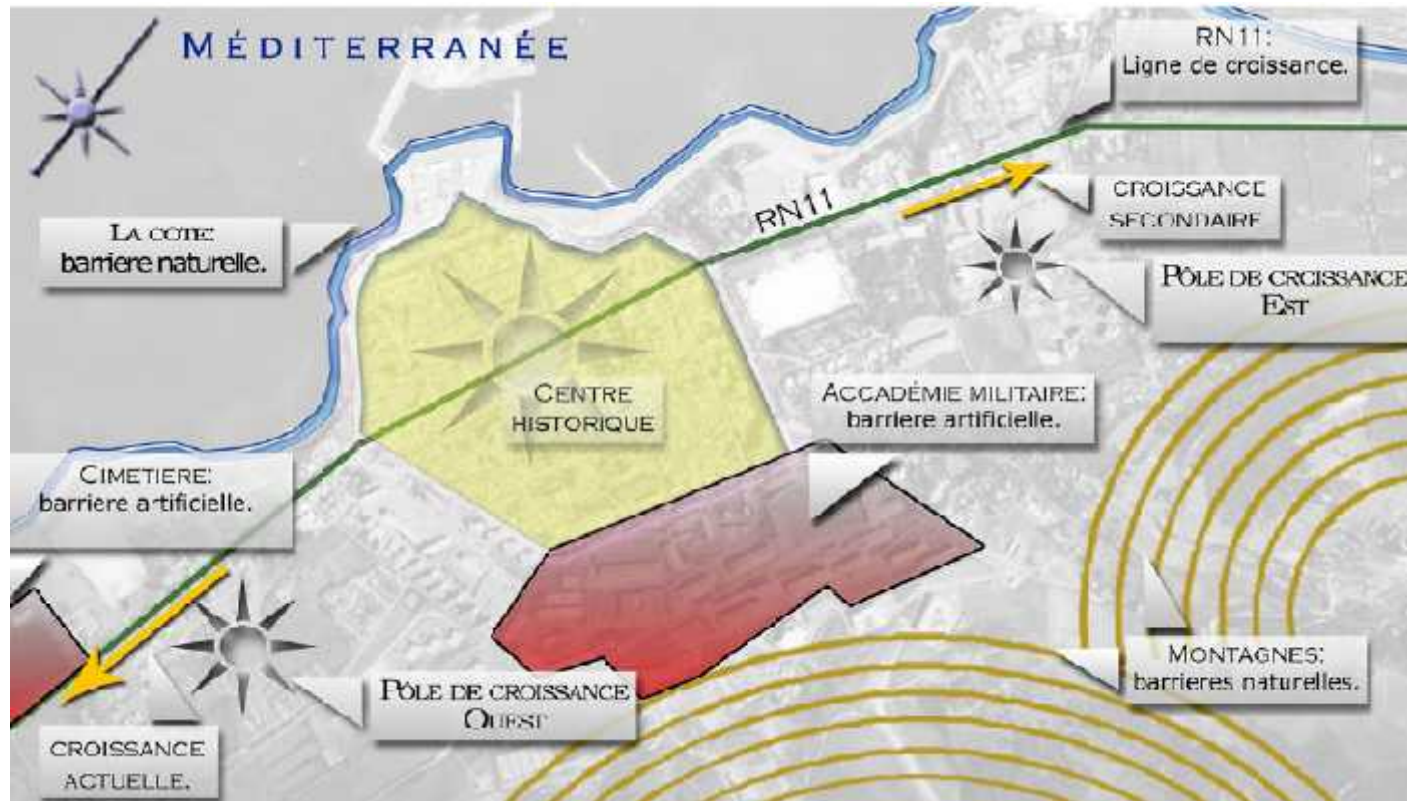 MÉDITERRANÉE
RN11:
Ligne de croissance.
CROISSANCE
SECONDAIRE
RN11
LA COTE:
barriere naturelle.
PÔLE DE CROISSANCE
EST
CENTRE
HISTORIQUE
ACCADÉMIE MILITAIRE:
barriere artificielle.
CIMETIERE:
barriere artificielle.
MONTAGNES:
barrieres naturelles.
PÔLE DE CROISSANCE
OUEST
CROISSANCE
ACTUELLE.